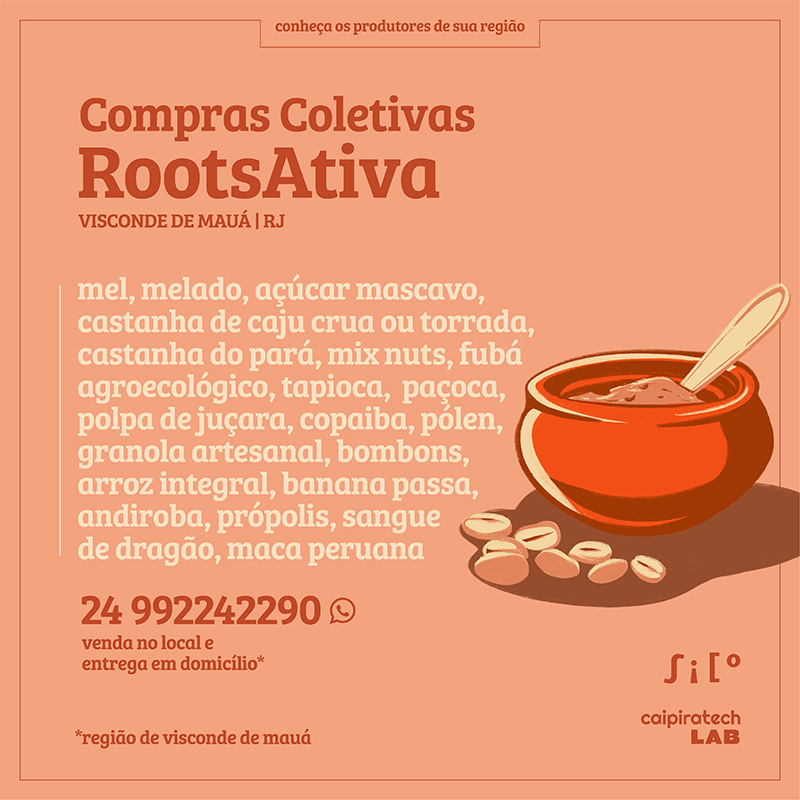 conheça os produtores de sua região
Compras Coletivas
RootsAtiva
VISCONDE DE MAUÁ | RJ
mel, melado, açúcar mascavo,
castanha de caju crua ou torrada,
castanha do pará, mix nuts, fubá
agroecológico, tapioca, paçoca,
polpa de juçara, copaiba, pólen,
granola artesanal, bombons,
arroz integral, banana passa,
andiroba, própolis, sangue
de dragão, maca peruana
24 992242290
venda no local e
entrega em domicílio*
silo
caipiratech
LAB
*região de visconde de mauá